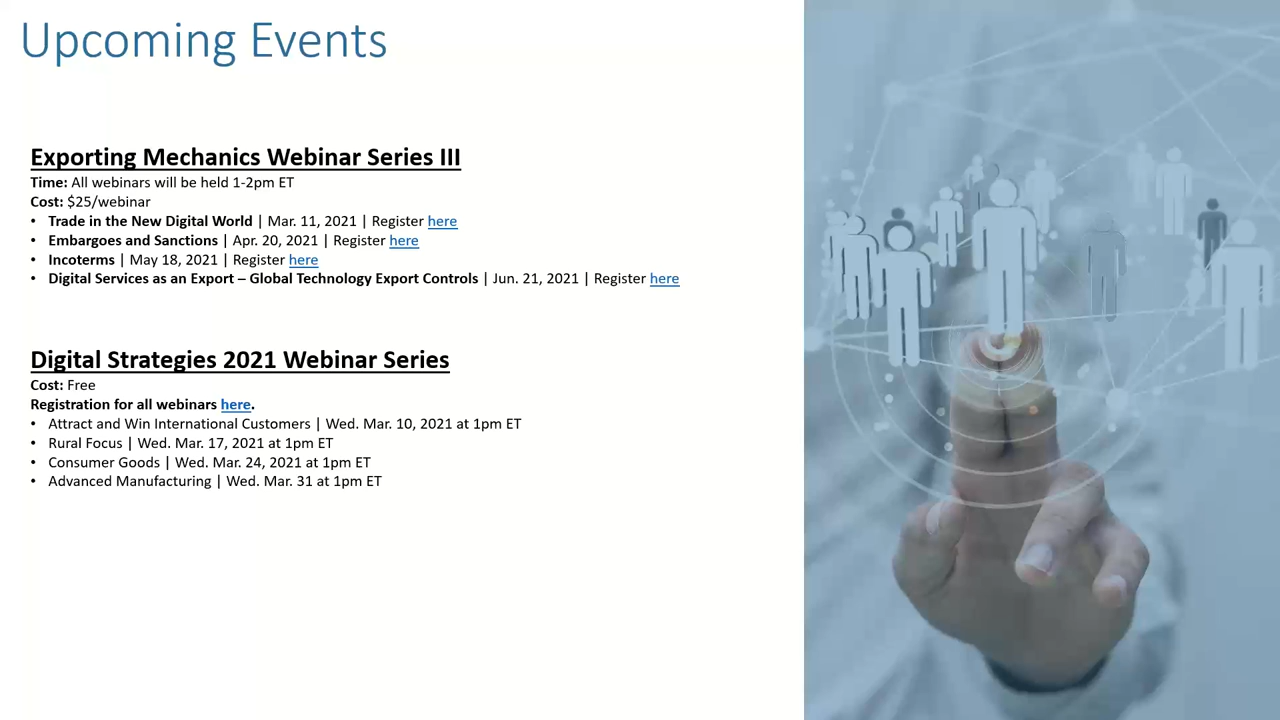 Upcoming Events
Exporting Mechanics Webinar Series III
Time: All webinars will be held 1-2pm ET
Cost: $25/webinar
• Trade in the New Digital World | Mar. 11, 2021 | Register here
• Embargoes and Sanctions | Apr. 20, 2021 | Register here
• Incoterms | May 18, 2021 | Register here
• Digital Services as an Export – Global Technology Export Controls | Jun. 21, 2021 | Register here
Digital Strategies 2021 Webinar Series
Cost: Free
Registration for all webinars here.
• Attract and Win International Customers | Wed. Mar. 10, 2021 at 1pm ET
• Rural Focus | Wed. Mar. 17, 2021 at 1pm ET
• Consumer Goods | Wed. Mar. 24, 2021 at 1pm ET
• Advanced Manufacturing | Wed. Mar. 31 at 1pm ET